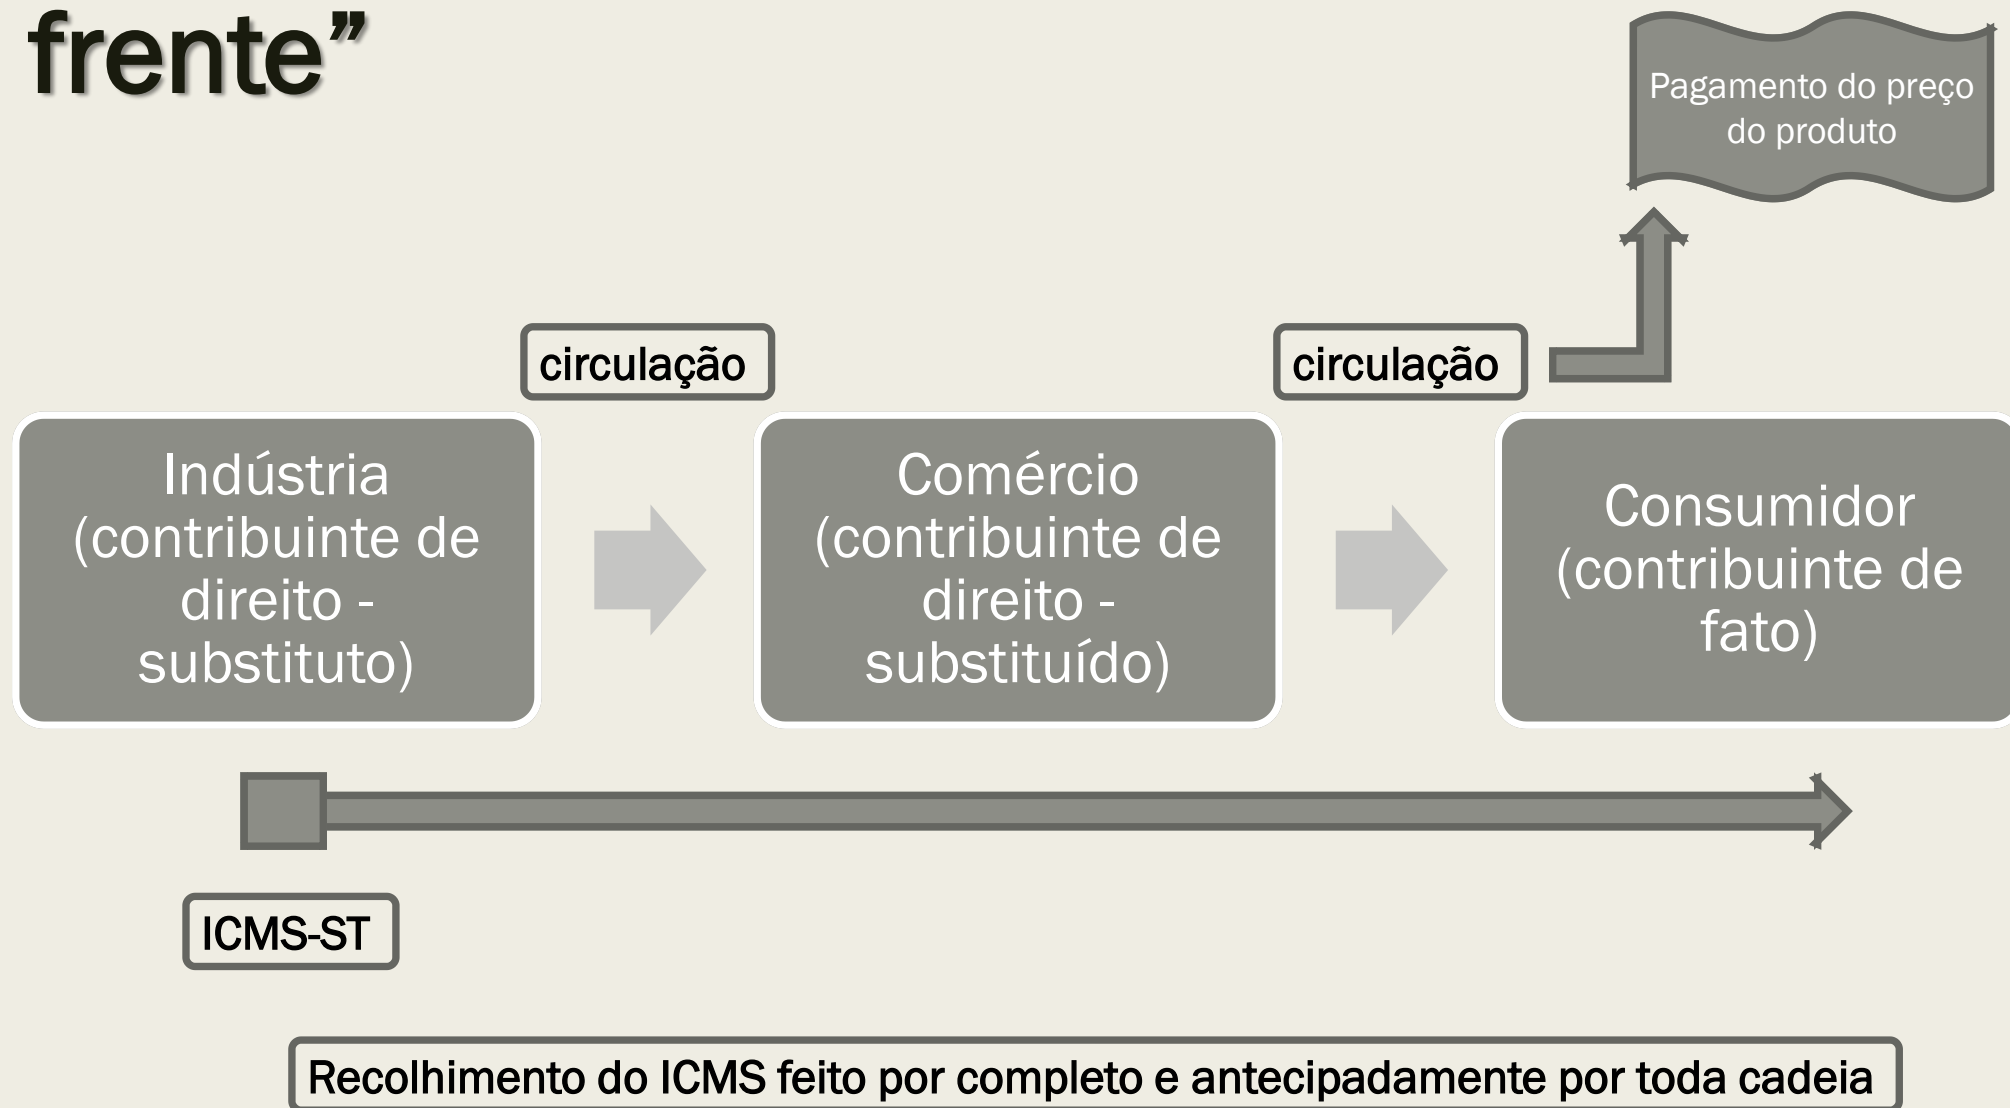 frente”
Pagamento do preço
do produto
circulação
circulação
Indústria
(contribuinte de
direito -
substituto)
Comércio
(contribuinte de
direito -
substituído)
Consumidor
(contribuinte de
fato)
ICMS-ST
Recolhimento do ICMS feito por completo e antecipadamente por toda cadeia